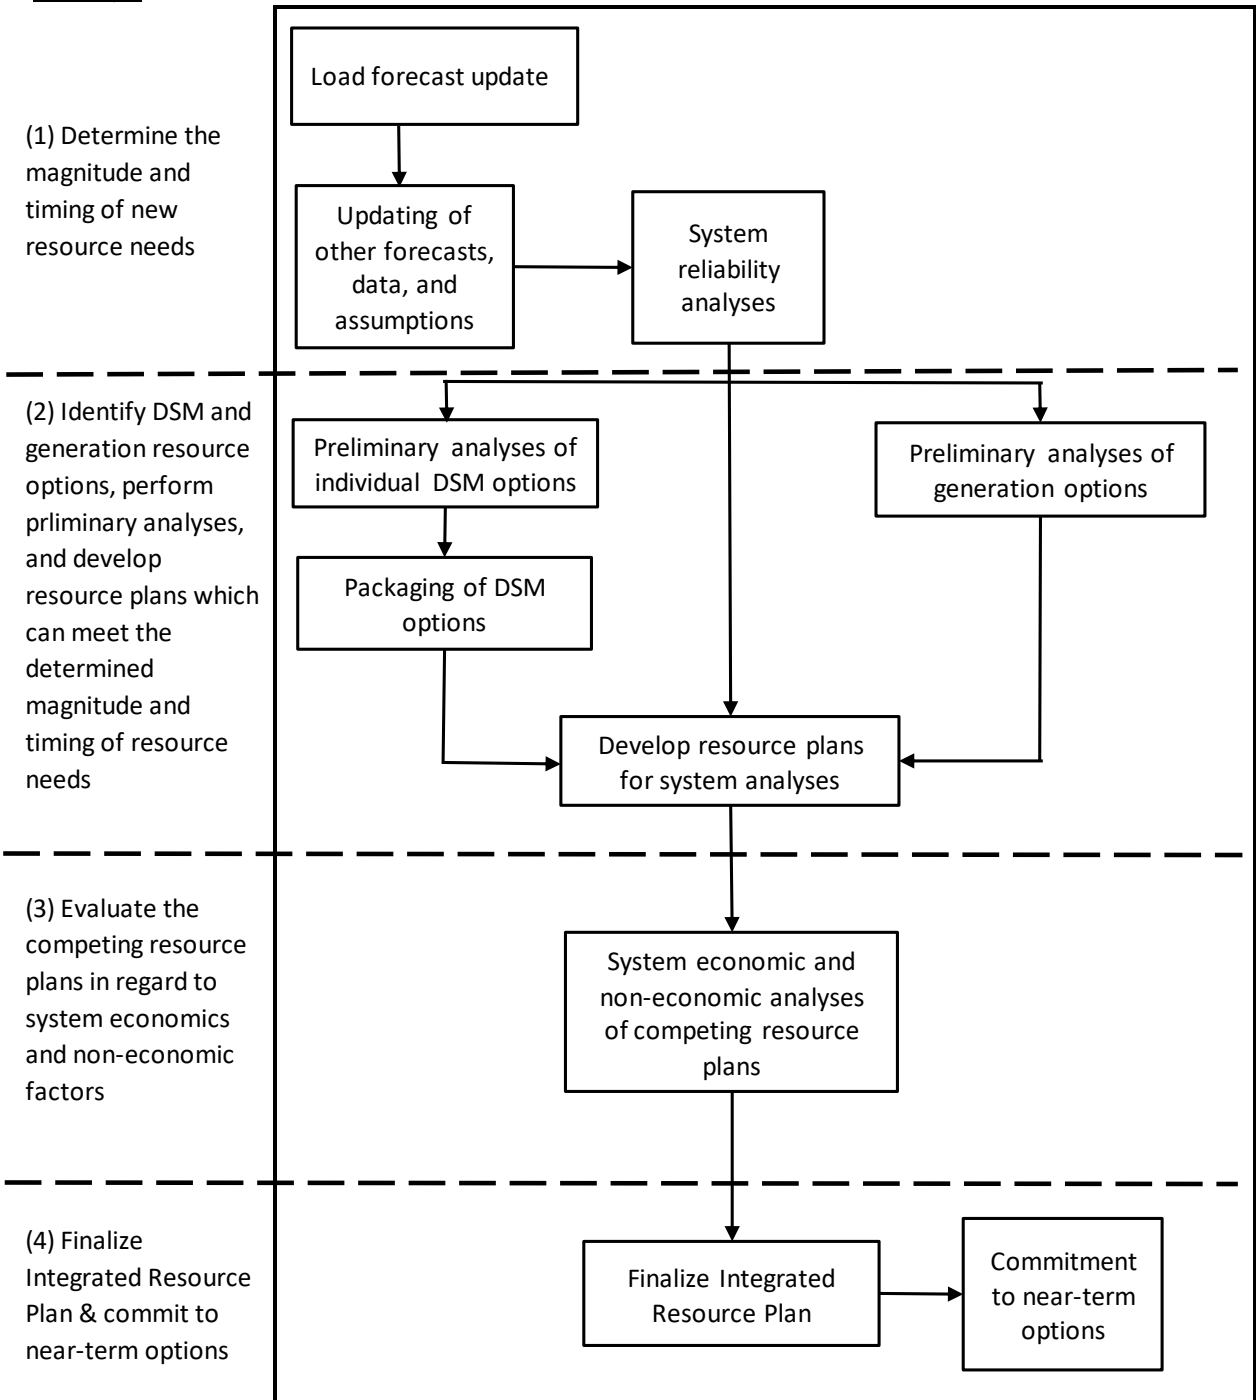 (1) Determine the
magnitude and
timing of new
resource needs
Load forecast update
Updating of
other forecasts,
data, and
assumptions
System
reliability
analyses
(2) Identify DSM and
generation resource
options, perform
prliminary analyses,
and develop
resource plans which
can meet the
determined
magnitude and
timing of resource
needs
Preliminary analyses of
individual DSM options
Preliminary analyses of
generation options
Packaging of DSM
options
Develop resource plans
for system analyses
(3) Evaluate the
competing resource
plans in regard to
system economics
and non-economic
factors
System economic and
non-economic analyses
of competing resource
plans
(4) Finalize
Integrated Resource
Plan & commit to
near-term options
Finalize Integrated
Resource Plan
Commitment
to near-term
options